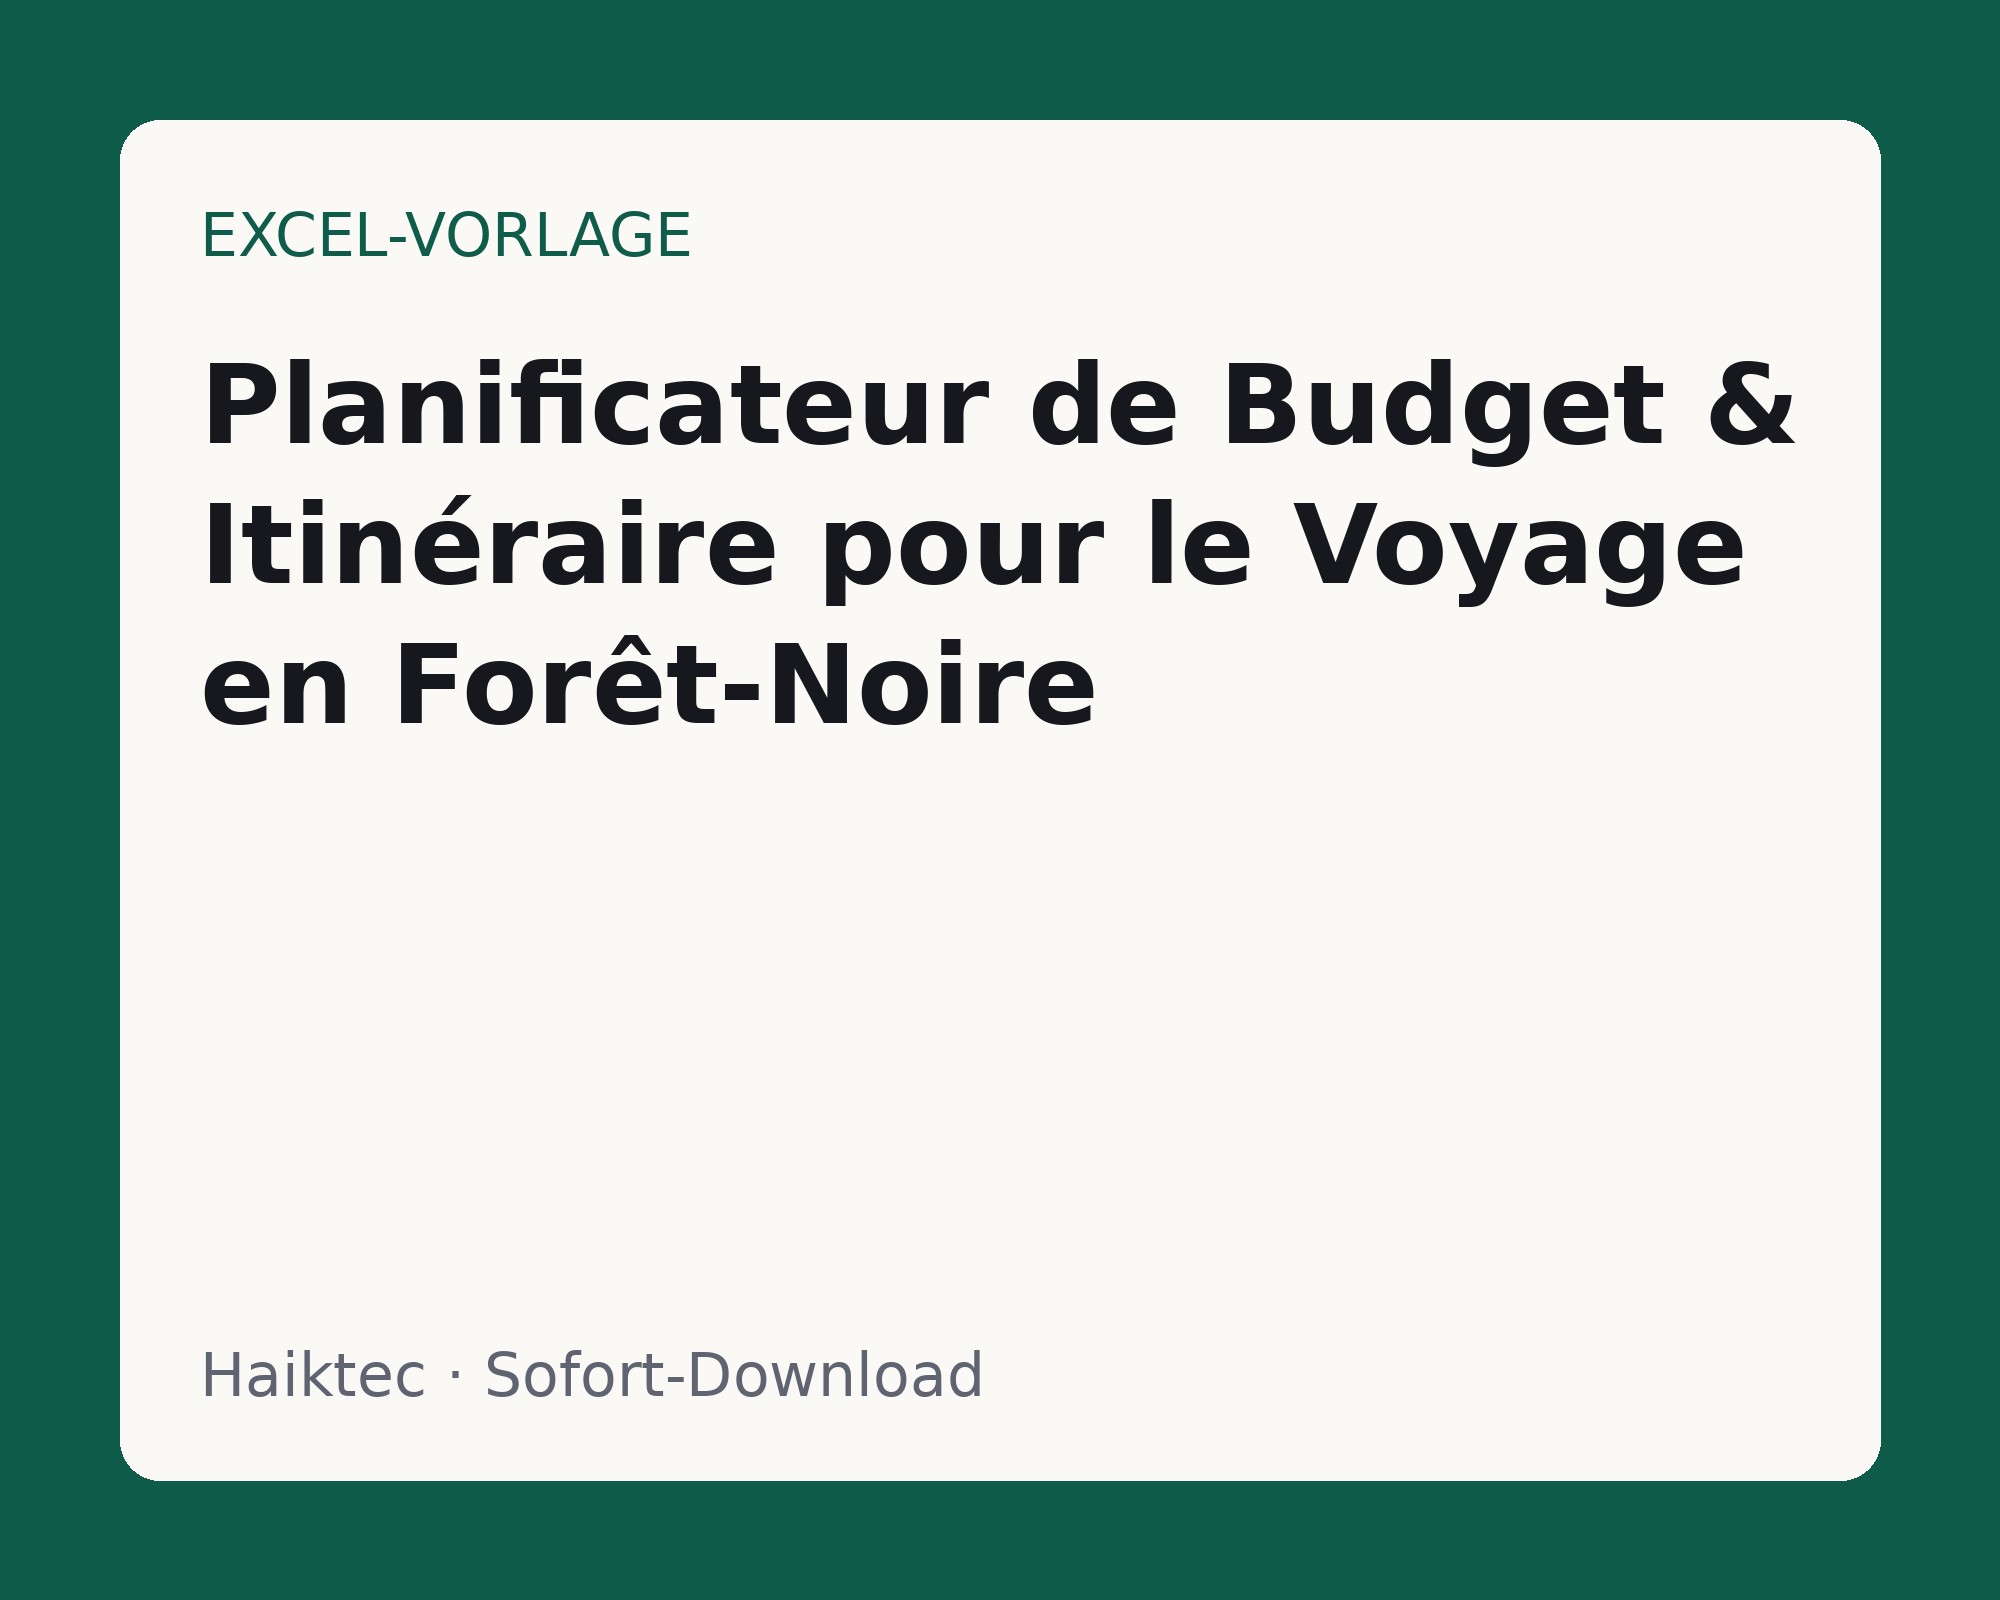 EXCEL-VORLAGE
Planificateur de Budget &
Itinéraire pour le Voyage
en Forêt-Noire
Haiktec · Sofort-Download